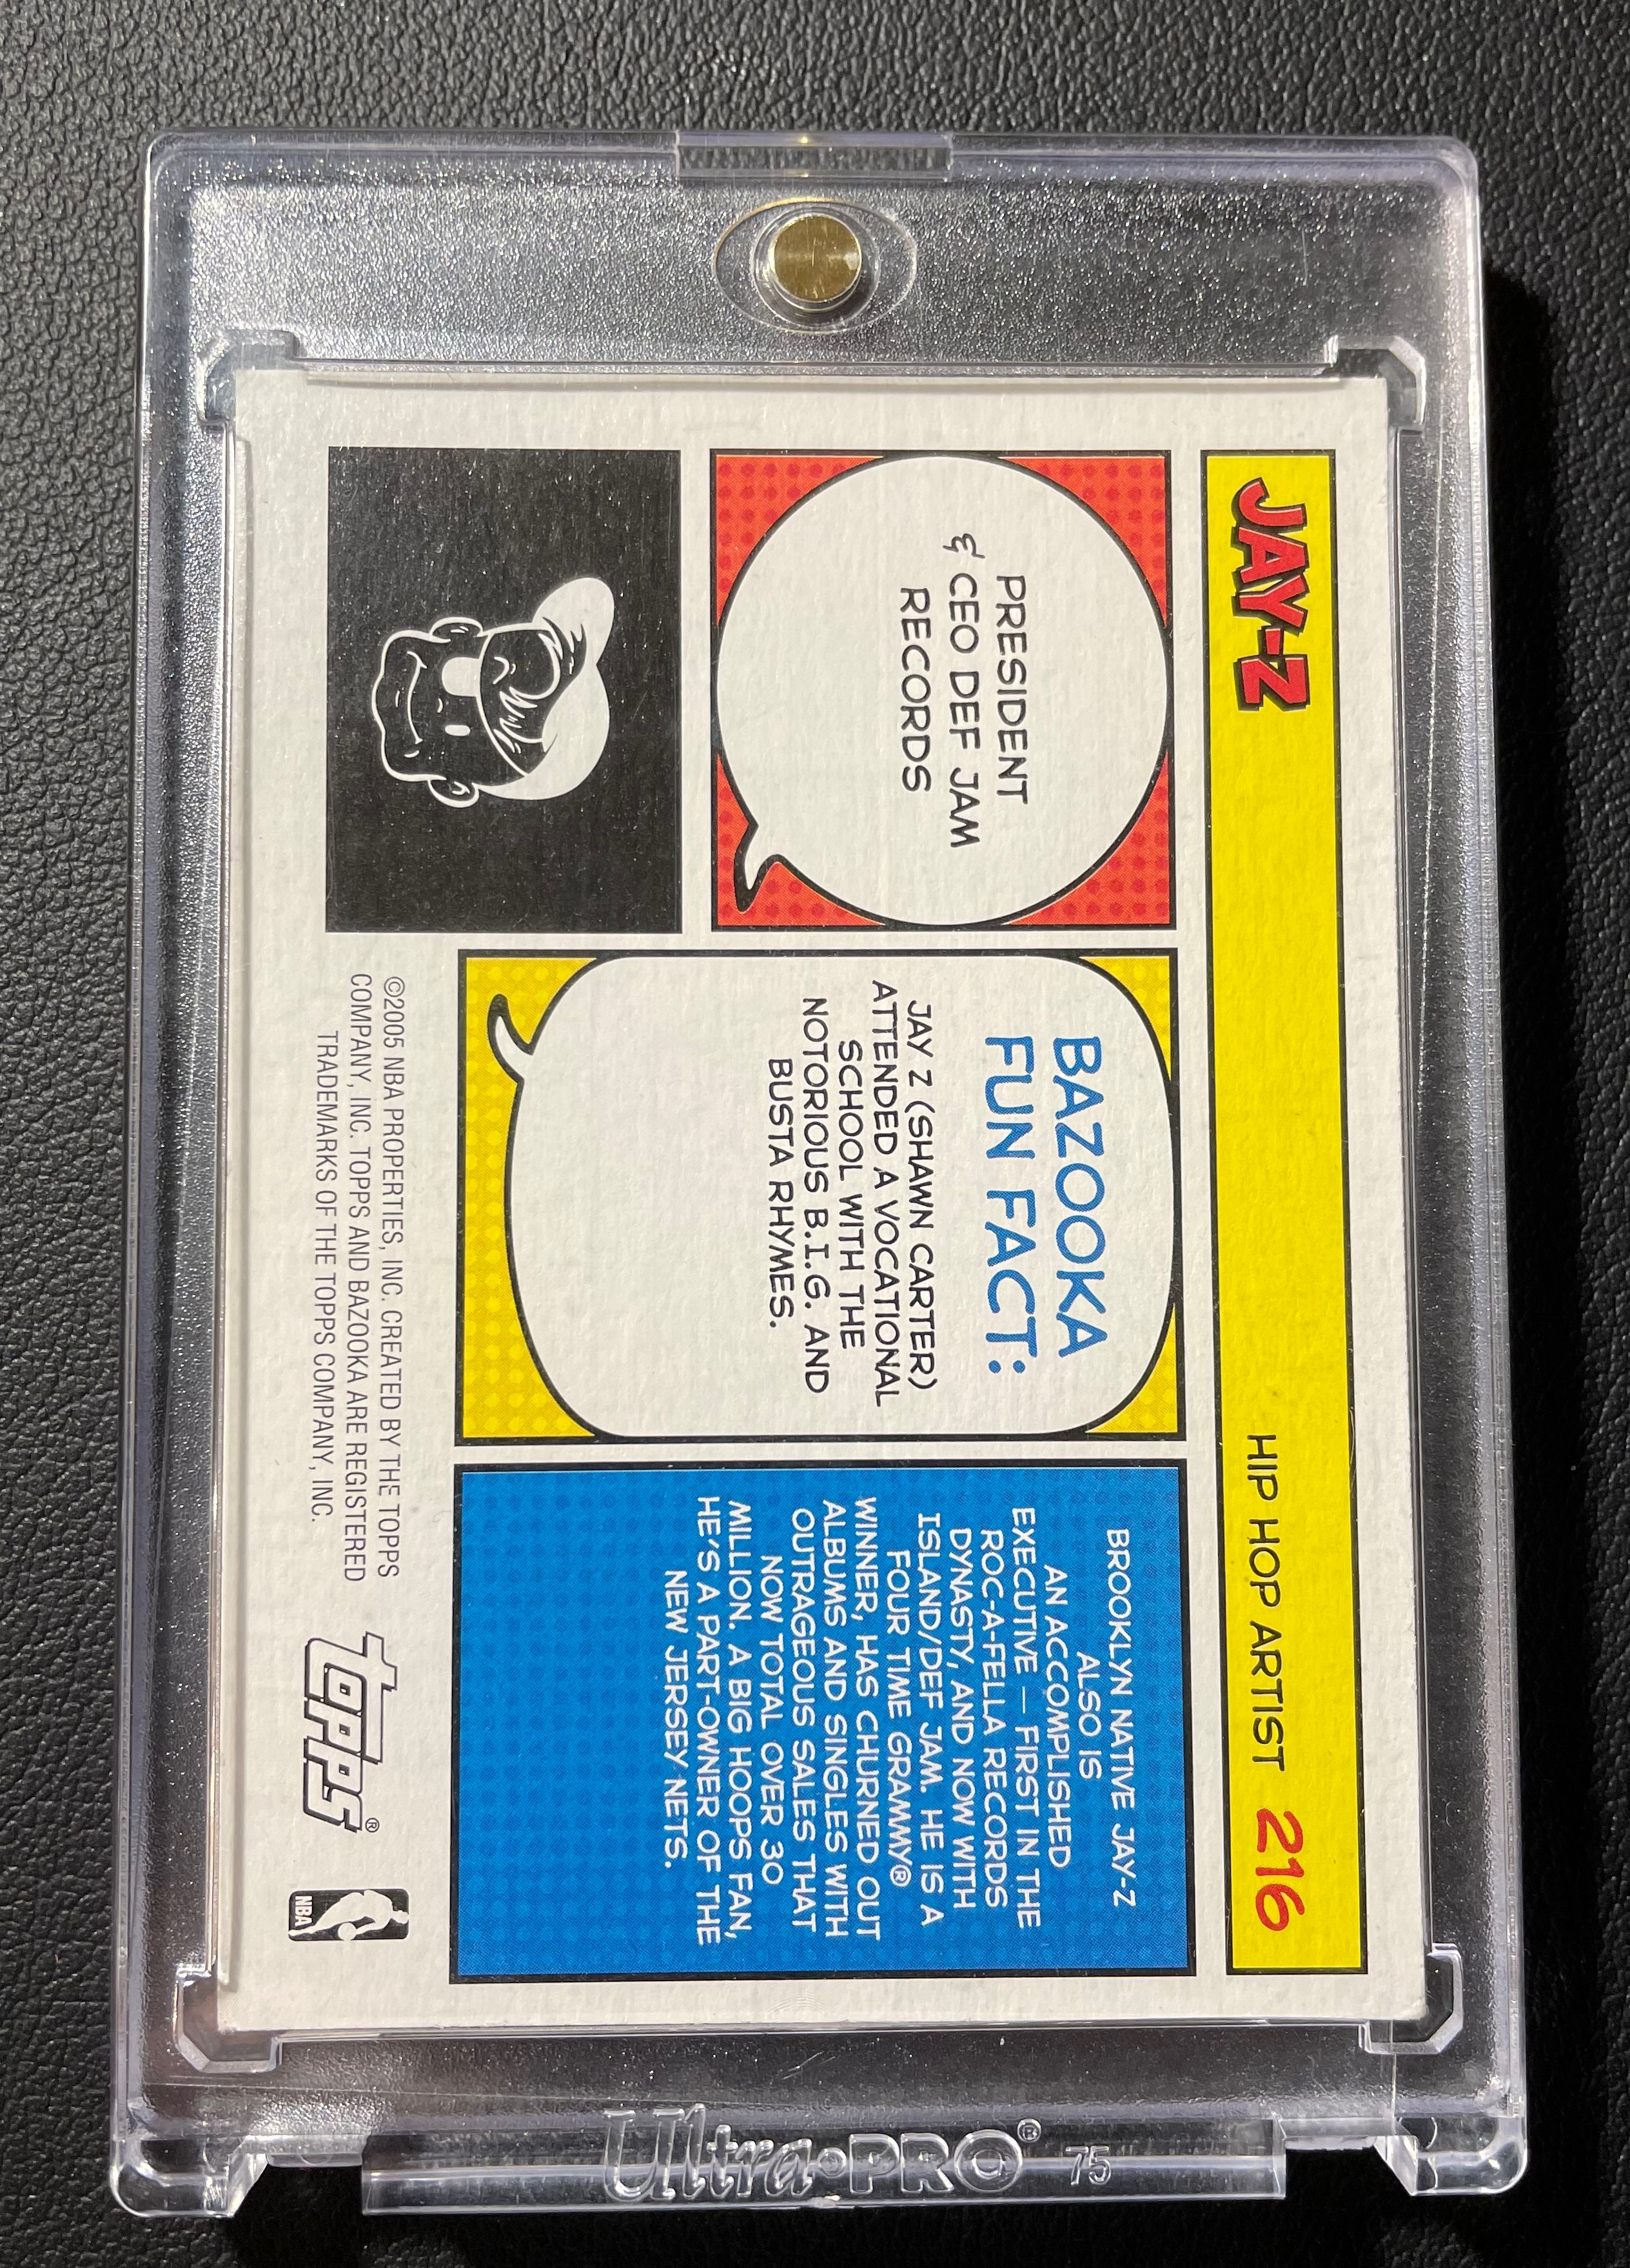 JAY-Z
HIP HOP ARTIST 216
PRESIDENT
& CEO DEF JAM
RECORDS
BAZOOKA
FUN FACT:
JAY Z (SHAWN CARTER)
ATTENDED A VOCATIONAL
SCHOOL WITH THE
NOTORIOUS B.I.G. AND
BUSTA RHYMES.
BROOKLYN NATIVE JAY-Z
ALSO IS
AN ACCOMPLISHED
EXECUTIVE — FIRST IN THE
ROC-A-FELLA RECORDS
DYNASTY, AND NOW WITH
ISLAND/DEF JAM. HE IS A
FOUR TIME GRAMMY®
WINNER, HAS CHURNED OUT
ALBUMS AND SINGLES WITH
OUTRAGEOUS SALES THAT
NOW TOTAL OVER 30
MILLION. A BIG HOOPS FAN,
HE'S A PART-OWNER OF THE
NEW JERSEY NETS.
©2005 NBA PROPERTIES, INC. CREATED BY THE TOPPS
COMPANY, INC. TOPPS AND BAZOOKA ARE REGISTERED
TRADEMARKS OF THE TOPPS COMPANY, INC.
topps®
NBA
Ultra•PRO® 75